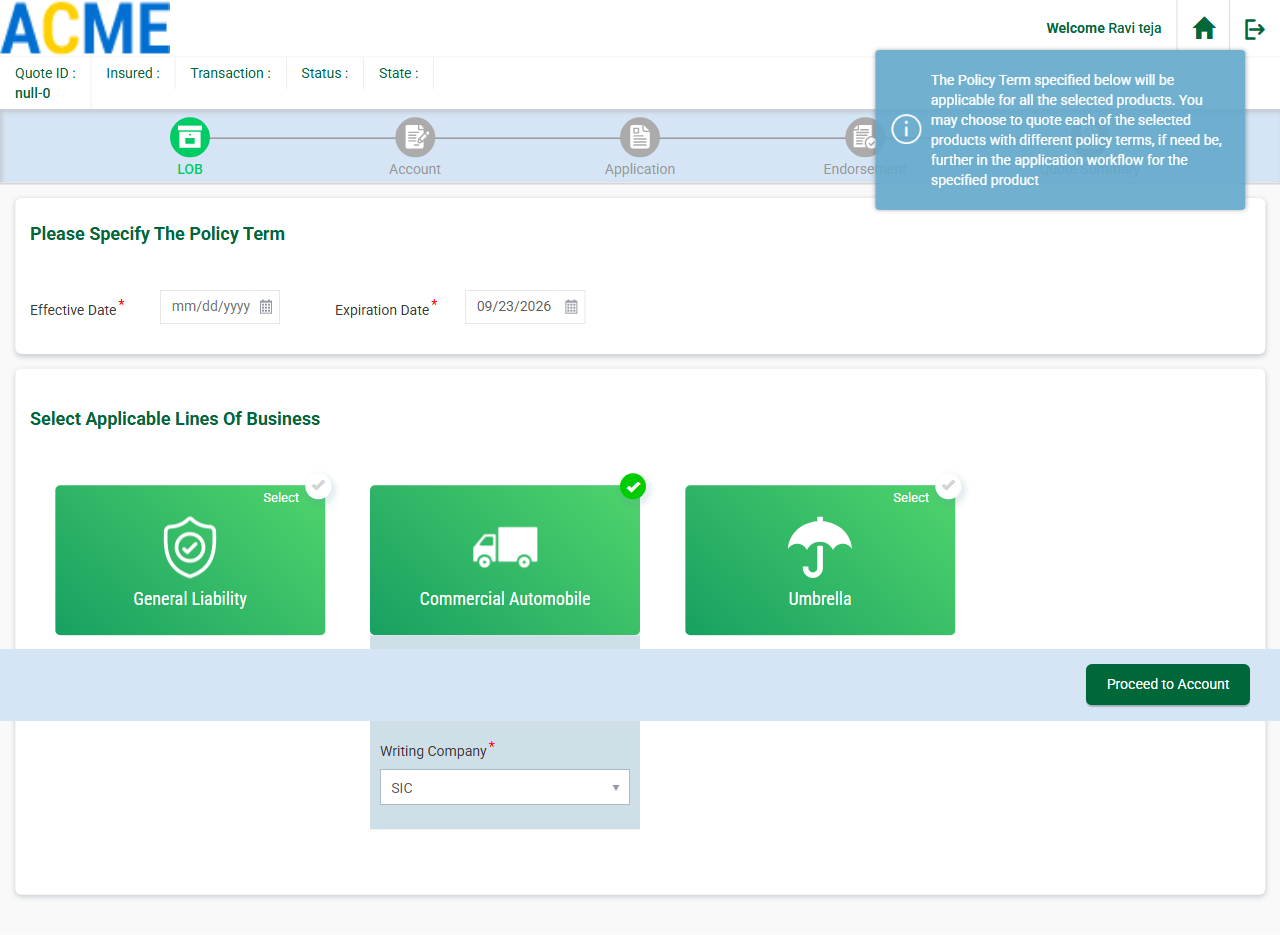 ACME
Welcome Ravi teja
Quote ID :
null-0
Insured :
Transaction :
Status :
State :
The Policy Term specified below will be
applicable for all the selected products. You
may choose to quote each of the selected
products with different policy terms, if need be,
further in the application workflow for the
specified product
LOB
Account
Application
Endorsement
Quote Summary
Please Specify The Policy Term
Effective Date*
mm/dd/yyyy
Expiration Date*
09/23/2026
Select Applicable Lines Of Business
Select
General Liability
Commercial Automobile
Select
Umbrella
Proceed to Account
Writing Company*
SIC